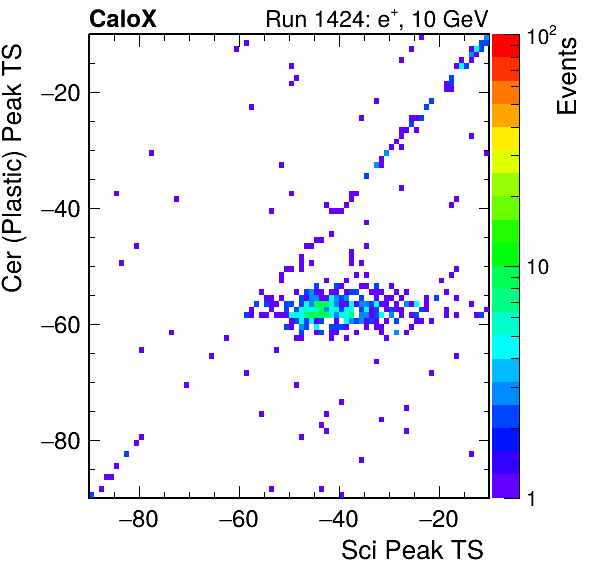 CaloX Run 1424: e⁺, 10 GeV
Cer (Plastic) Peak TS
−20
−40
−60
−80
−80 −60 −40 −20
Sci Peak TS
10²
10
1
Events